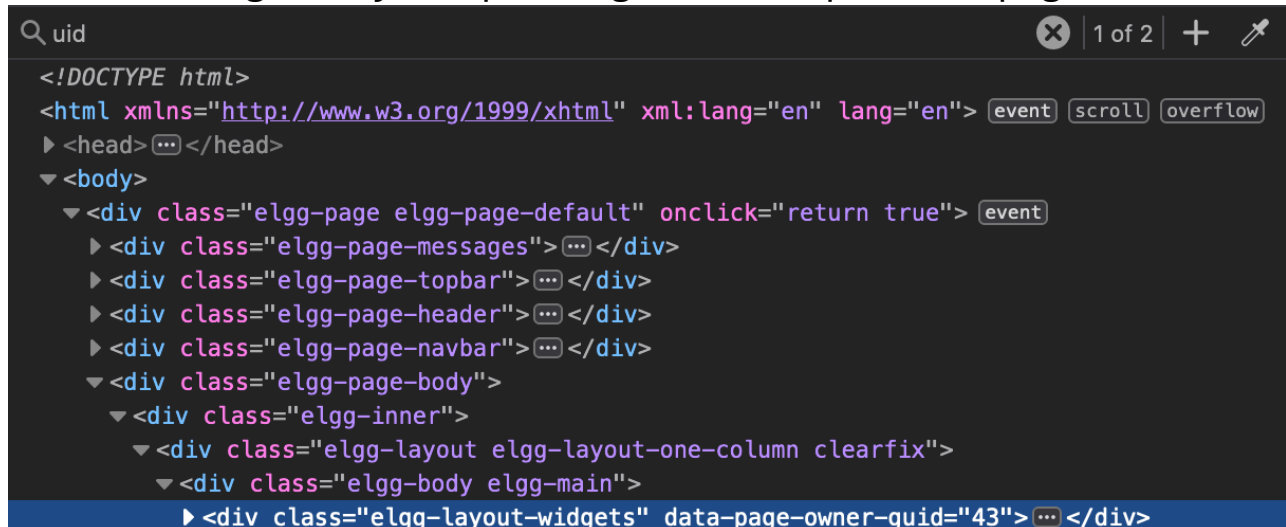 uid 1 of 2
<!DOCTYPE html>
<html xmlns="http://www.w3.org/1999/xhtml" xml:lang="en" lang="en"> event scroll overflow
<head> ··· </head>
<body>
<div class="elgg-page elgg-page-default" onclick="return true"> event
<div class="elgg-page-messages"> ··· </div>
<div class="elgg-page-topbar"> ··· </div>
<div class="elgg-page-header"> ··· </div>
<div class="elgg-page-navbar"> ··· </div>
<div class="elgg-page-body">
<div class="elgg-inner">
<div class="elgg-layout elgg-layout-one-column clearfix">
<div class="elgg-body elgg-main">
<div class="elgg-layout-widgets" data-page-owner-guid="43"> ··· </div>